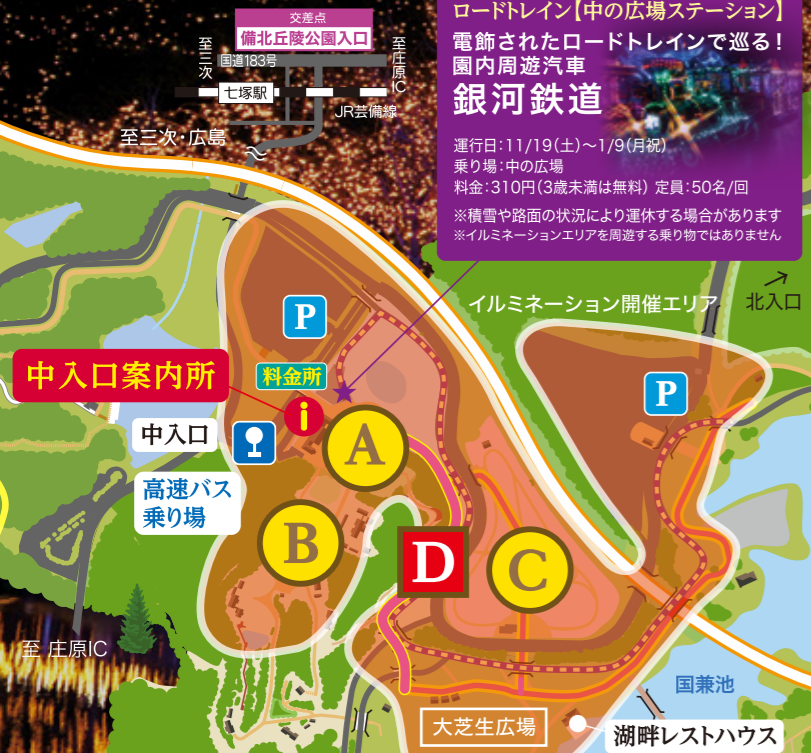 交差点
備北丘陵公園入口
至三次
国道183号
至庄原IC
七塚駅
JR芸備線
至三次・広島
ロードトレイン【中の広場ステーション】
電飾されたロードトレインで巡る！
園内周遊汽車
銀河鉄道
運行日：11/19（土）～1/9（月祝）
乗り場：中の広場
料金：310円（3歳未満は無料） 定員：50名/回
※積雪や路面の状況により運休する場合があります
※イルミネーションエリアを周遊する乗り物ではありません
イルミネーション開催エリア
北入口
P
P
中入口案内所
料金所
i
中入口
高速バス
乗り場
A
B
D
C
至 庄原IC
国兼池
大芝生広場
湖畔レストハウス